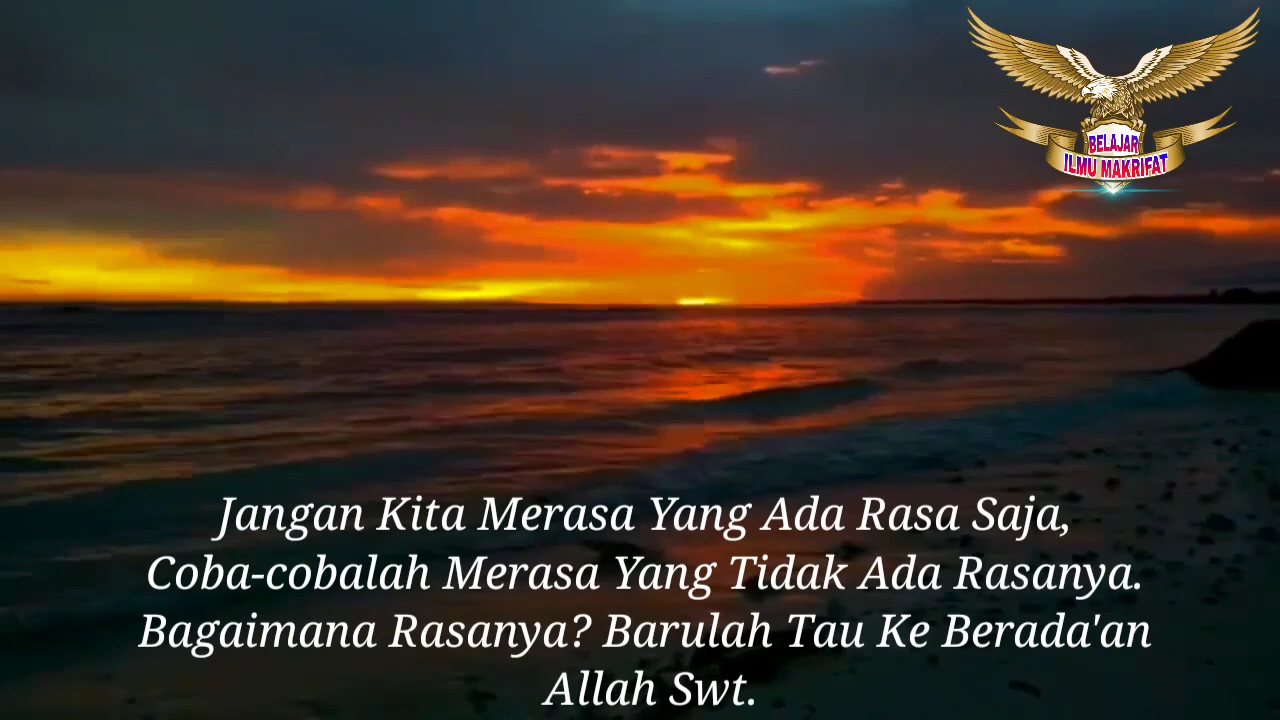 BELAJAR
ILMU MAKRIFAT
Jangan Kita Merasa Yang Ada Rasa Saja,
Coba-cobalah Merasa Yang Tidak Ada Rasanya.
Bagaimana Rasanya? Barulah Tau Ke Berada'an
Allah Swt.